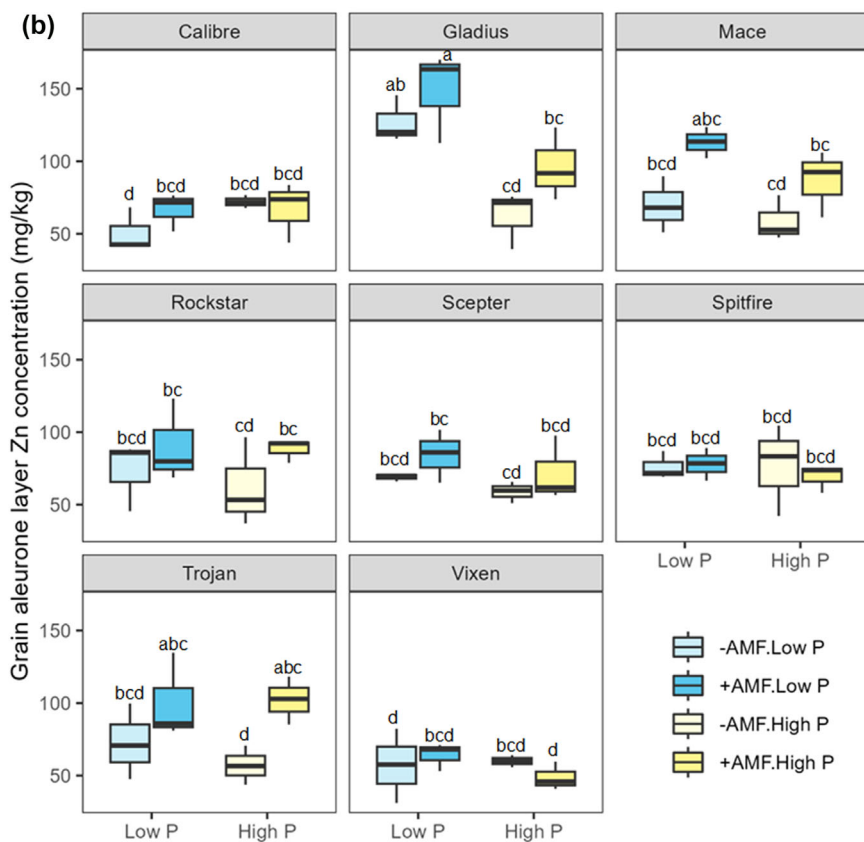 (b)
Calibre Gladius Mace
Grain aleurone layer Zn concentration (mg/kg)
150
100
50
d bcd bcd bcd
ab a cd bc
bcd abc cd bc
Rockstar Scepter Spitfire
150
100
50
bcd bc cd bc
bcd bc cd bcd
bcd bcd bcd bcd
Low P High P
Trojan Vixen
150
100
50
bcd abc d abc
d bcd bcd d
Low P High P Low P High P
-AMF.Low P
+AMF.Low P
-AMF.High P
+AMF.High P